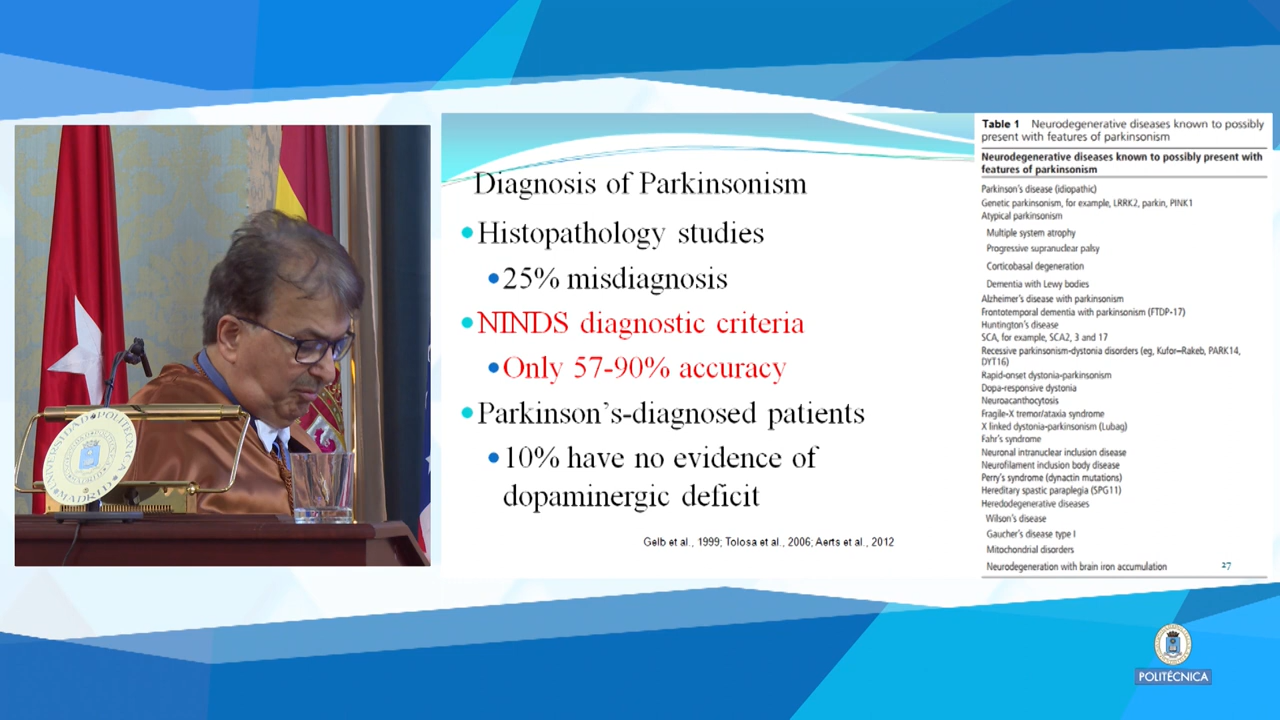 UNIVERSIDAD POLITÉCNICA
MADRID
Diagnosis of Parkinsonism
•Histopathology studies
•25% misdiagnosis
•NINDS diagnostic criteria
•Only 57-90% accuracy
•Parkinson’s-diagnosed patients
•10% have no evidence of
dopaminergic deficit
Gelb et al., 1999; Tolosa et al., 2006; Aerts et al., 2012
Table 1 Neurodegenerative diseases known to possibly
present with features of parkinsonism
Neurodegenerative diseases known to possibly present with
features of parkinsonism
Parkinson's disease (idiopathic)
Genetic parkinsonism, for example, LRRK2, parkin, PINK1
Atypical parkinsonism
Multiple system atrophy
Progressive supranuclear palsy
Corticobasal degeneration
Dementia with Lewy bodies
Alzheimer's disease with parkinsonism
Frontotemporal dementia with parkinsonism (FTDP-17)
Huntington's disease
SCA, for example, SCA2, 3 and 17
Recessive parkinsonism-dystonia disorders (eg, Kufor–Rakeb, PARK14,
DYT16)
Rapid-onset dystonia-parkinsonism
Dopa-responsive dystonia
Neuroacanthocytosis
Fragile-X tremor/ataxia syndrome
X linked dystonia-parkinsonism (Lubag)
Fahr's syndrome
Neuronal intranuclear inclusion disease
Neurofilament inclusion body disease
Perry's syndrome (dynactin mutations)
Hereditary spastic paraplegia (SPG11)
Heredodegenerative diseases
Wilson's disease
Gaucher's disease type I
Mitochondrial disorders
Neurodegeneration with brain iron accumulation
27
POLITÉCNICA